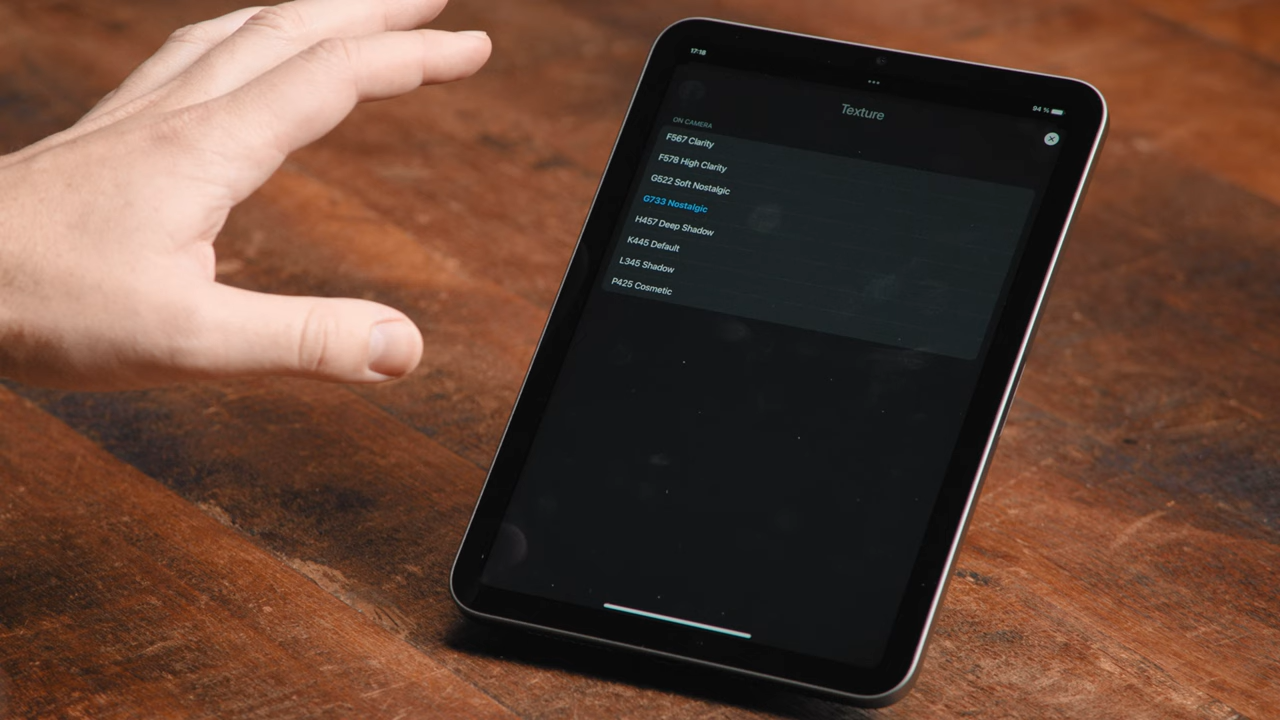 17:18
94 %
Texture
ON CAMERA
F567 Clarity
F578 High Clarity
G522 Soft Nostalgic
G733 Nostalgic
H457 Deep Shadow
K445 Default
L345 Shadow
P425 Cosmetic